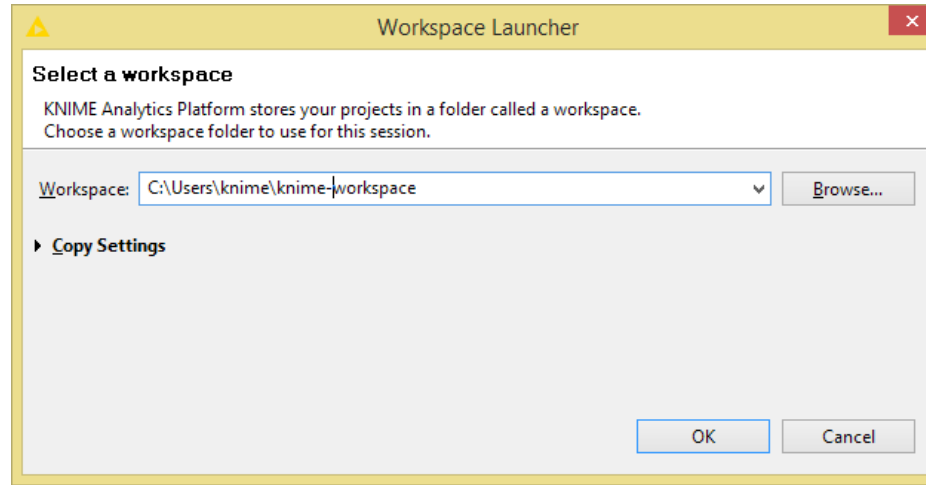 Workspace Launcher
Select a workspace
KNIME Analytics Platform stores your projects in a folder called a workspace.
Choose a workspace folder to use for this session.
Workspace: C:\Users\knime\knime-workspace Browse...
Copy Settings
OK Cancel